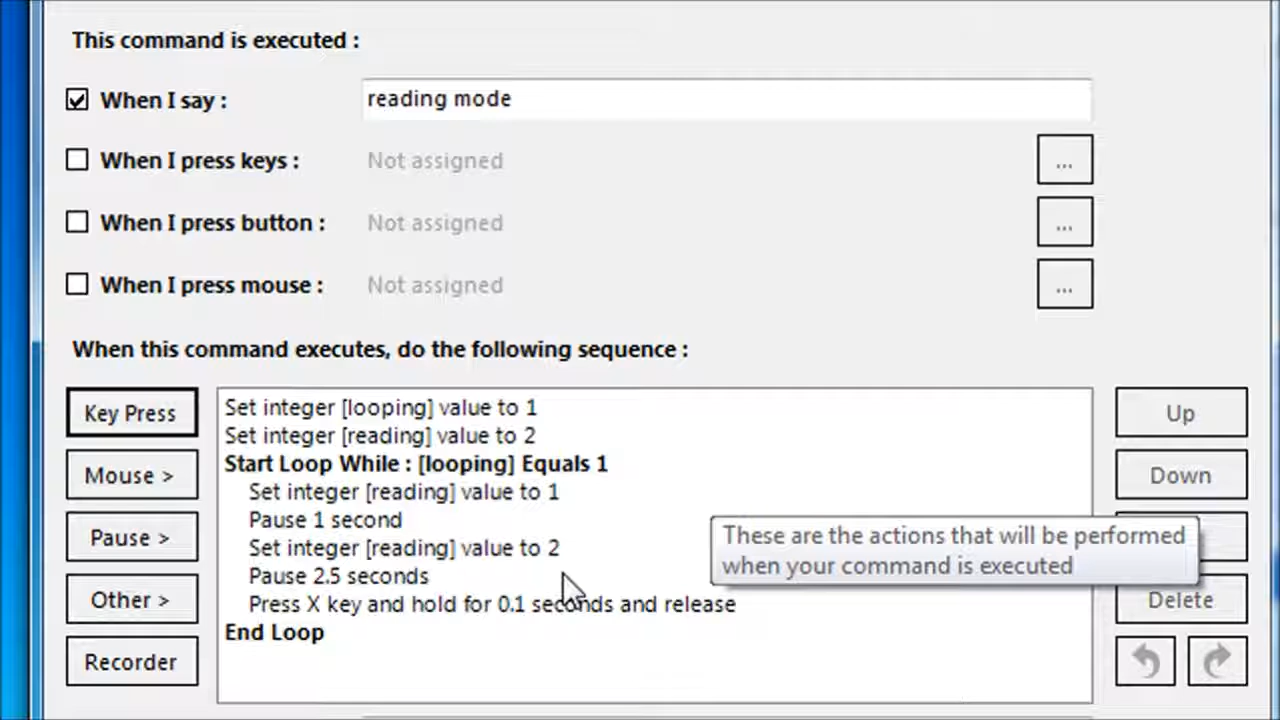 This command is executed :
When I say : reading mode
When I press keys : Not assigned ...
When I press button : Not assigned ...
When I press mouse : Not assigned ...
When this command executes, do the following sequence :
Key Press
Mouse >
Pause >
Other >
Recorder
Set integer [looping] value to 1
Set integer [reading] value to 2
Start Loop While : [looping] Equals 1
Set integer [reading] value to 1
Pause 1 second
Set integer [reading] value to 2
Pause 2.5 seconds
Press X key and hold for 0.1 seconds and release
End Loop
These are the actions that will be performed
when your command is executed
Up
Down
Delete